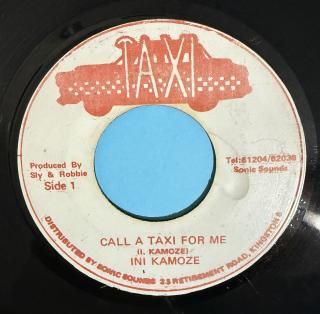 TAXI
Produced By
Sly & Robbie
Side 1
Tel:61204/62036
Sonic Sounds
CALL A TAXI FOR ME
(I. KAMOZE)
INI KAMOZE
DISTRIBUTED BY SONIC SOUNDS 25 RETIREMENT ROAD, KINGSTON 5